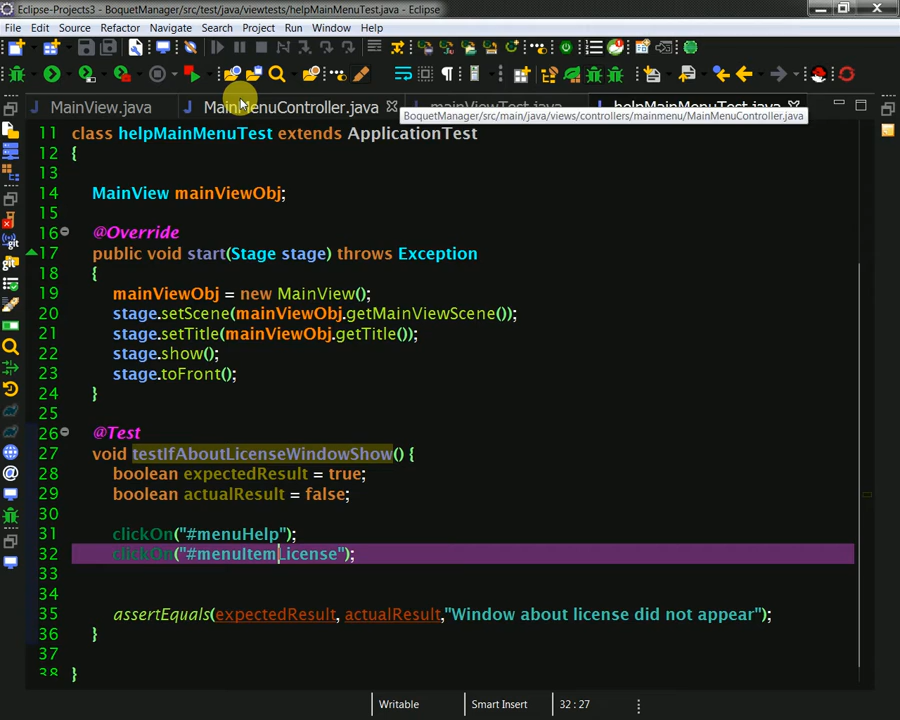 Eclipse-Projects3 - BoquetManager/src/test/java/viewtests/helpMainMenuTest.java - Eclipse
File Edit Source Refactor Navigate Search Project Run Window Help
MainView.java MainMenuController.java mainViewTest.java helpMainMenuTest.java
BoquetManager/src/main/java/views/controllers/mainmenu/MainMenuController.java
11 class helpMainMenuTest extends ApplicationTest
12 {
13
14 MainView mainViewObj;
15
16 @Override
17 public void start(Stage stage) throws Exception
18 {
19 mainViewObj = new MainView();
20 stage.setScene(mainViewObj.getMainViewScene());
21 stage.setTitle(mainViewObj.getTitle());
22 stage.show();
23 stage.toFront();
24 }
25
26 @Test
27 void testIfAboutLicenseWindowShow() {
28 boolean expectedResult = true;
29 boolean actualResult = false;
30
31 clickOn("#menuHelp");
32 clickOn("#menuItemLicense");
33
34
35 assertEquals(expectedResult, actualResult,"Window about license did not appear");
36 }
37
38 }
Writable Smart Insert 32 : 27